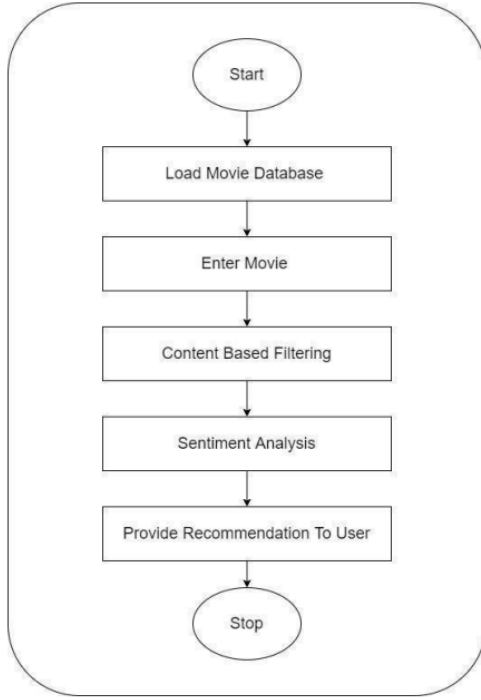 Start
Load Movie Database
Enter Movie
Content Based Filtering
Sentiment Analysis
Provide Recommendation To User
Stop